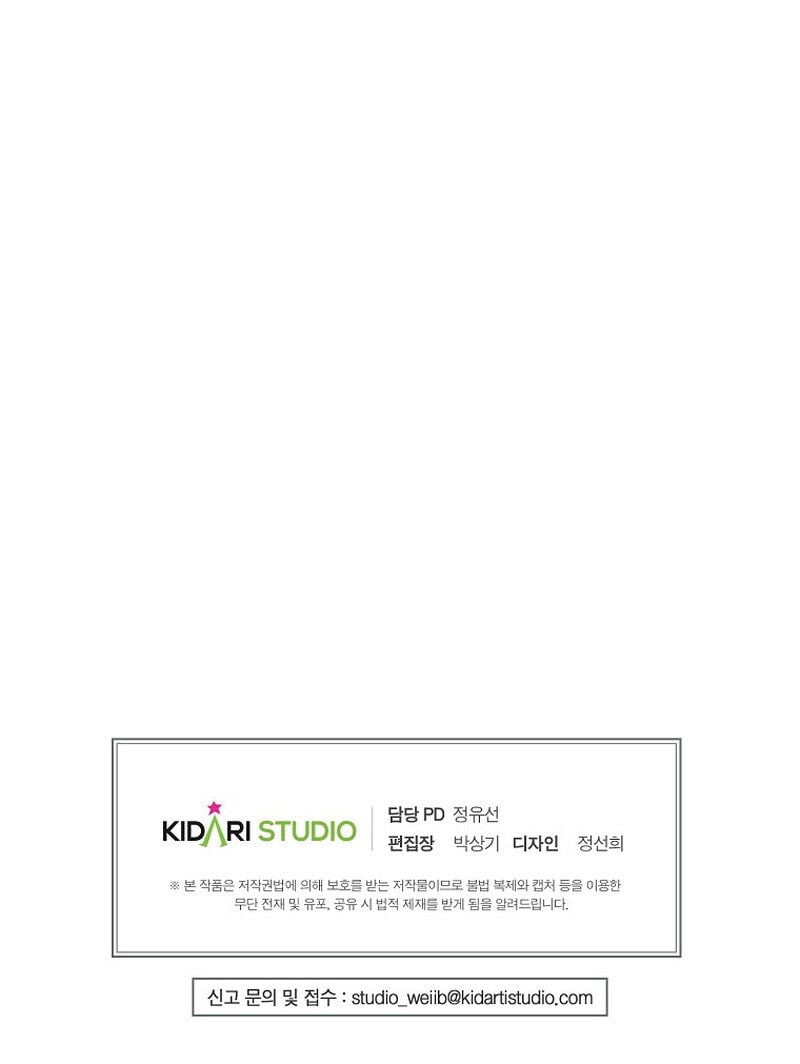 KIDARI STUDIO
담당 PD 정유선
편집장 박상기 디자인 정선희
※ 본 작품은 저작권법에 의해 보호를 받는 저작물이므로 불법 복제와 캡처 등을 이용한
무단 전재 및 유포, 공유 시 법적 제재를 받게 됨을 알려드립니다.
신고 문의 및 접수 : studio_weiib@kidartistudio.com